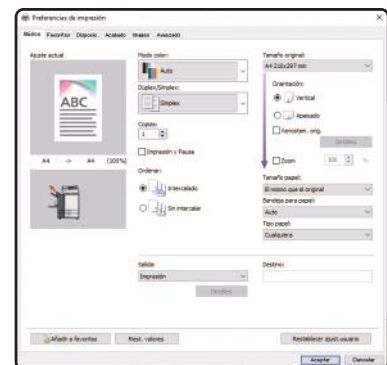 Preferencias de impresión
Básico Favoritos Disposic. Acabado Imagen Avanzado
Ajuste actual
ABC
A4 -> A4 (100%)
Modo color:
Auto
Dúplex/Símplex:
Símplex
Copias:
1
Impresión y Pausa
Ordenar:
Intercalado
Sin intercalar
Tamaño original:
A4 210x297 mm
Orientación:
Vertical
Apaisado
Detalles
Zoom
100 %
Tamaño papel:
El mismo que el original
Bandeja para papel:
Auto
Tipo papel:
Cualquiera
Salida:
Impresión
Detalles
Destino:
Añadir a favoritos
Rest. valores
Restablecer ajust.usuario
Aceptar
Cancelar